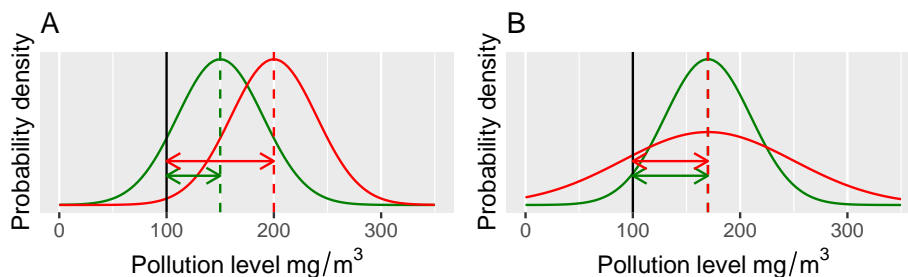 A
Probability density
0 100 200 300
Pollution level mg/m³
B
Probability density
0 100 200 300
Pollution level mg/m³